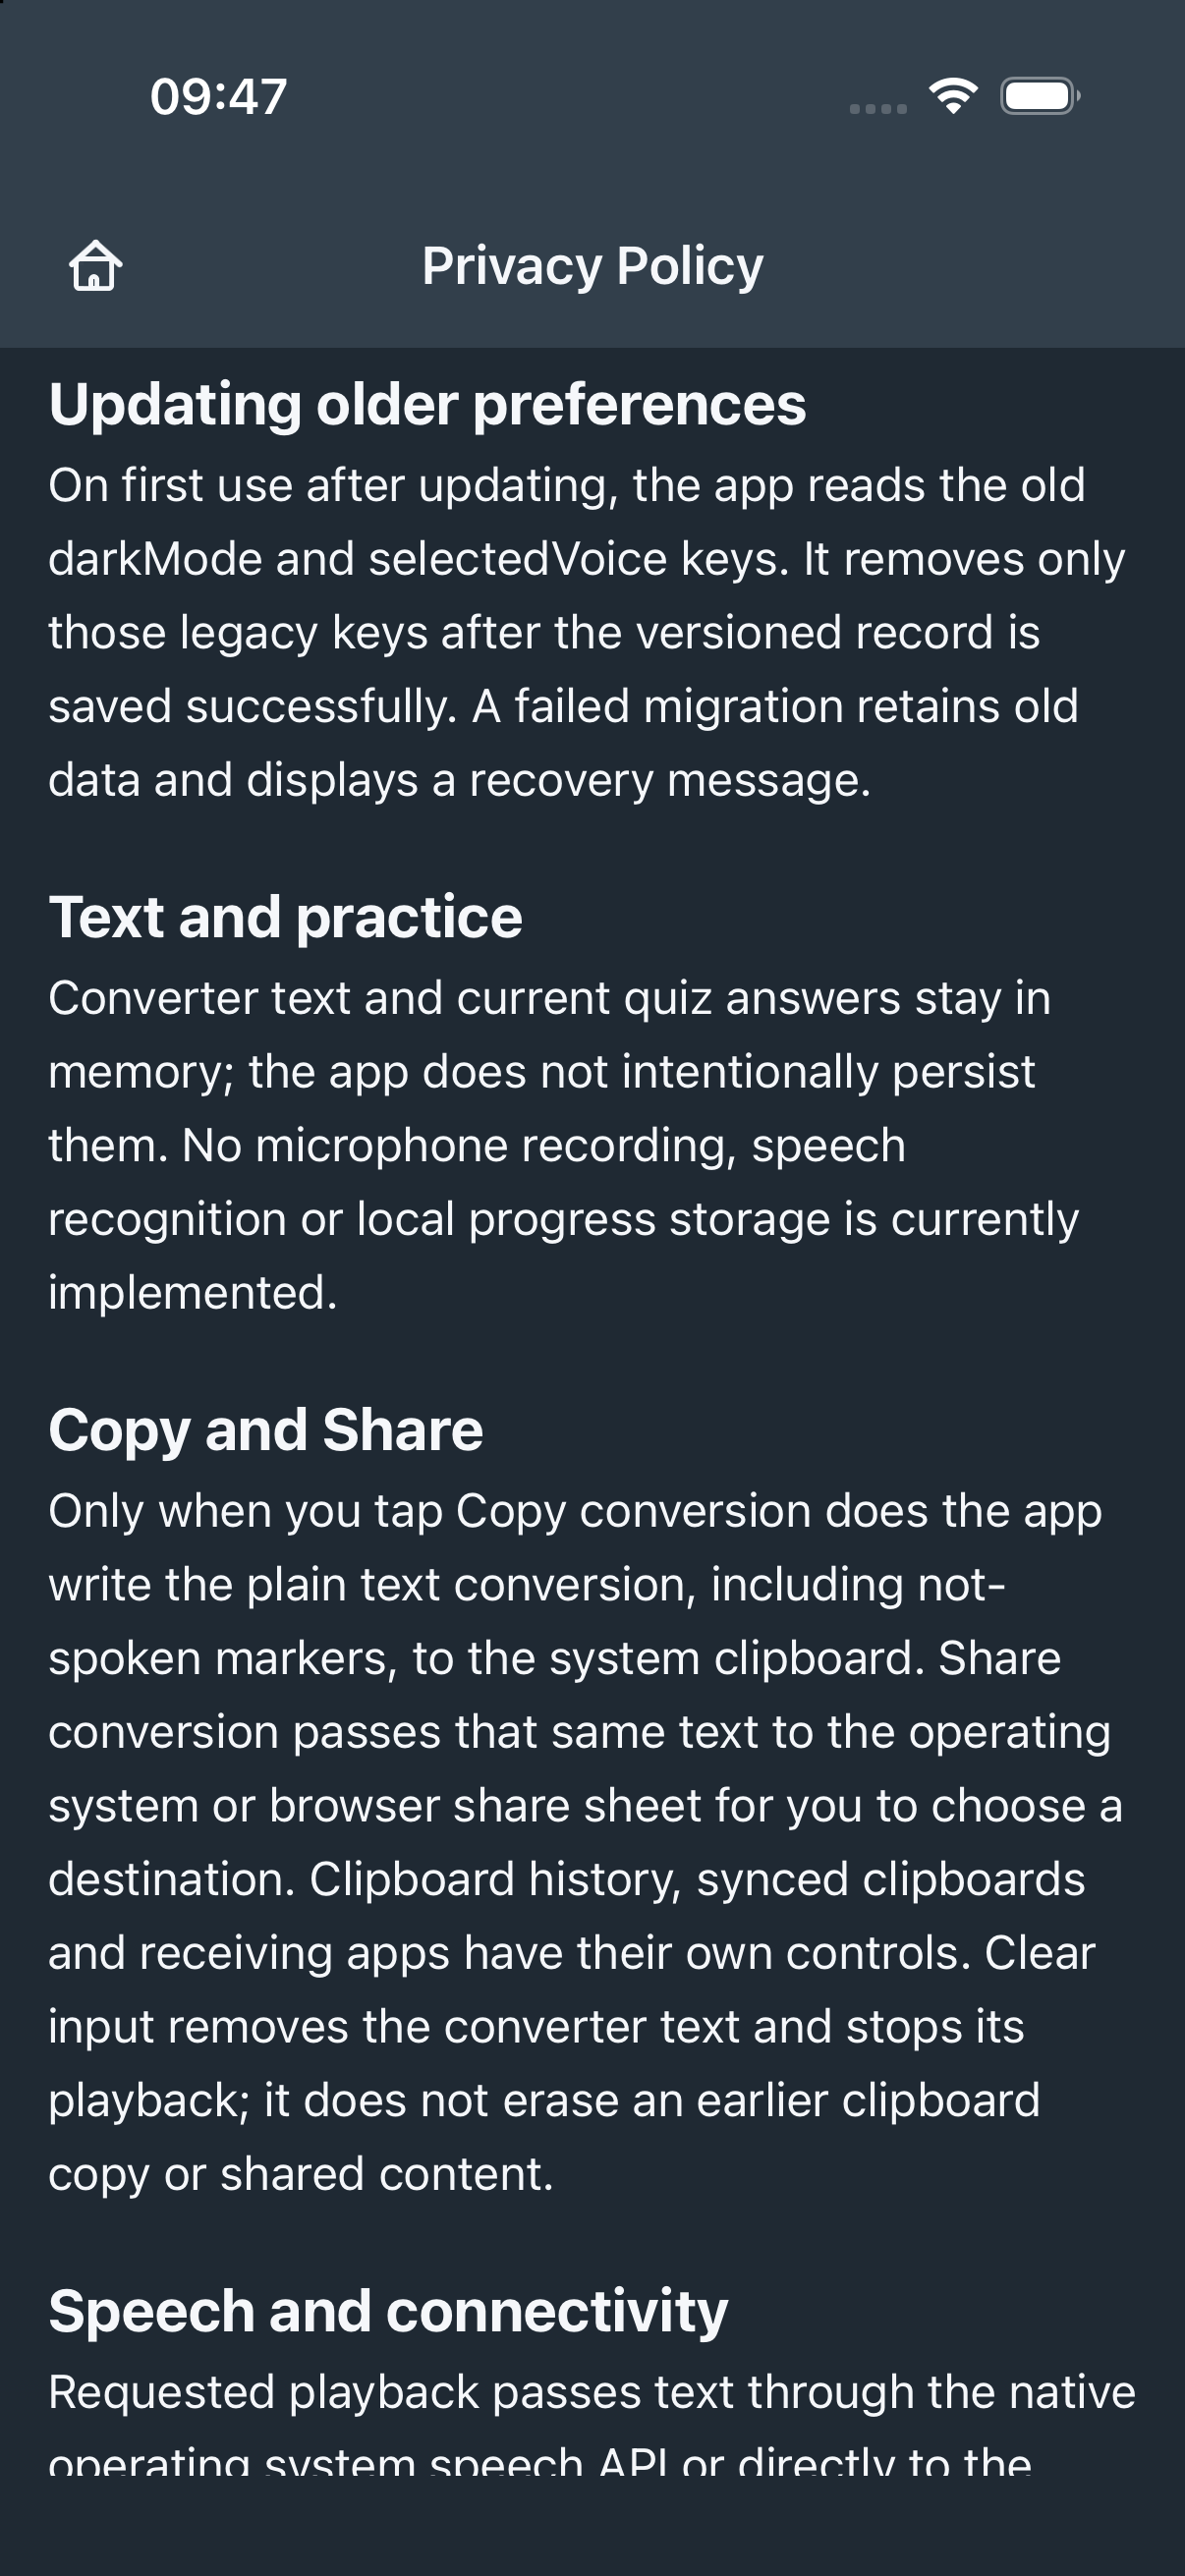 09:47
Privacy Policy
Updating older preferences
On first use after updating, the app reads the old
darkMode and selectedVoice keys. It removes only
those legacy keys after the versioned record is
saved successfully. A failed migration retains old
data and displays a recovery message.
Text and practice
Converter text and current quiz answers stay in
memory; the app does not intentionally persist
them. No microphone recording, speech
recognition or local progress storage is currently
implemented.
Copy and Share
Only when you tap Copy conversion does the app
write the plain text conversion, including not-
spoken markers, to the system clipboard. Share
conversion passes that same text to the operating
system or browser share sheet for you to choose a
destination. Clipboard history, synced clipboards
and receiving apps have their own controls. Clear
input removes the converter text and stops its
playback; it does not erase an earlier clipboard
copy or shared content.
Speech and connectivity
Requested playback passes text through the native
operating system speech API or directly to the